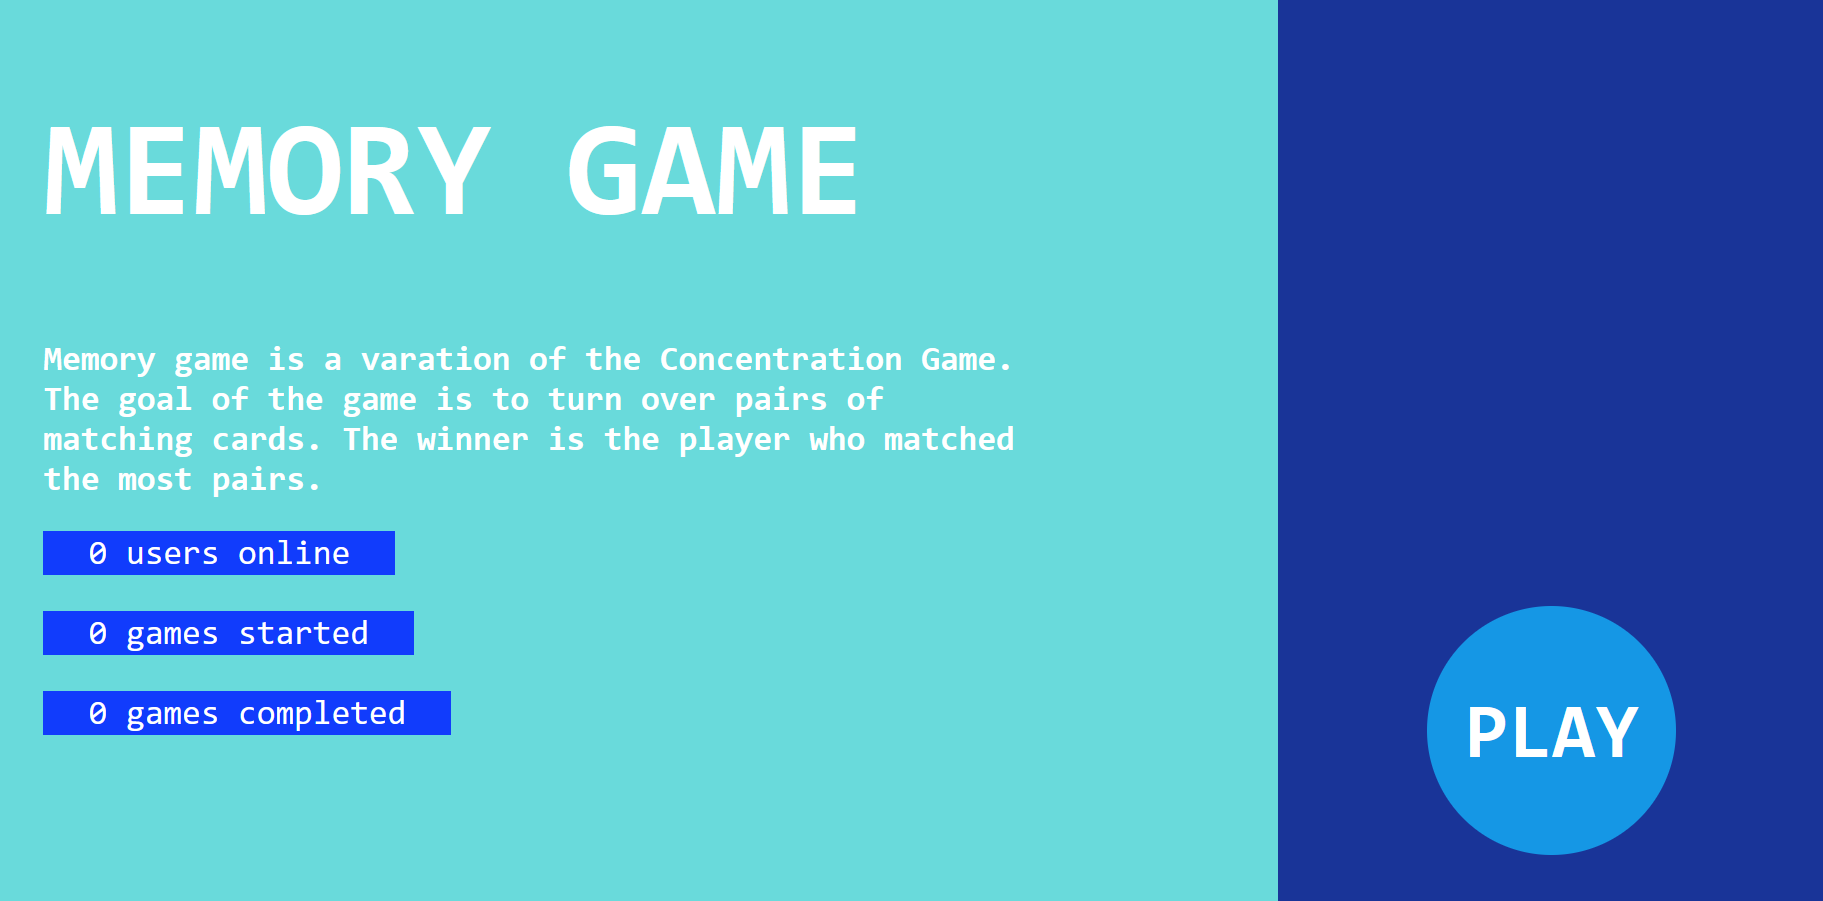 MEMORY GAME
Memory game is a varation of the Concentration Game.
The goal of the game is to turn over pairs of
matching cards. The winner is the player who matched
the most pairs.
0 users online
0 games started
0 games completed
PLAY